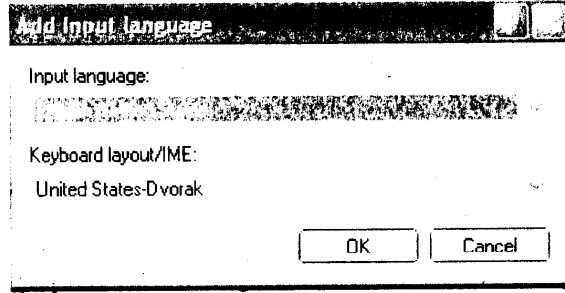 Add Input language
Input language:
Keyboard layout/IME:
United States-Dvorak
OK
Cancel